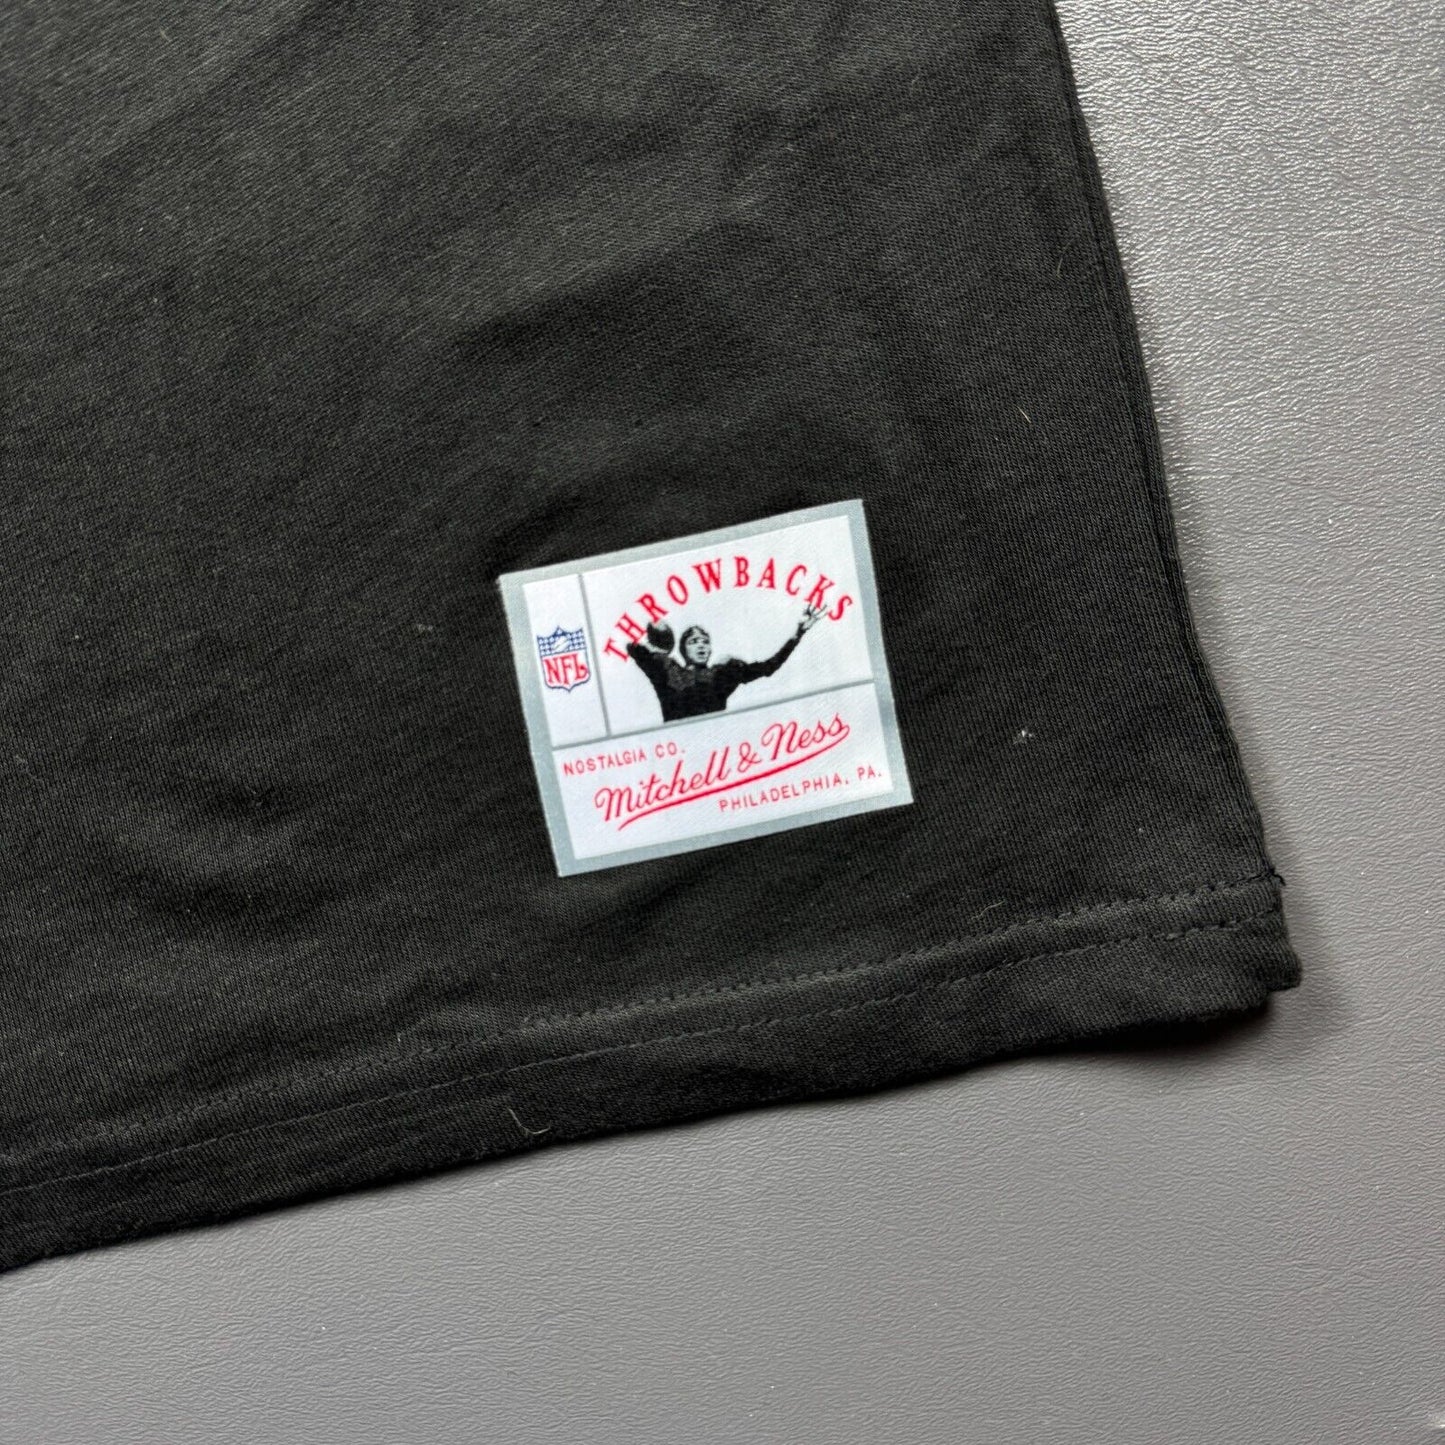 THROWBACKS
NFL
NOSTALGIA CO.
Mitchell & Ness
PHILADELPHIA, PA.